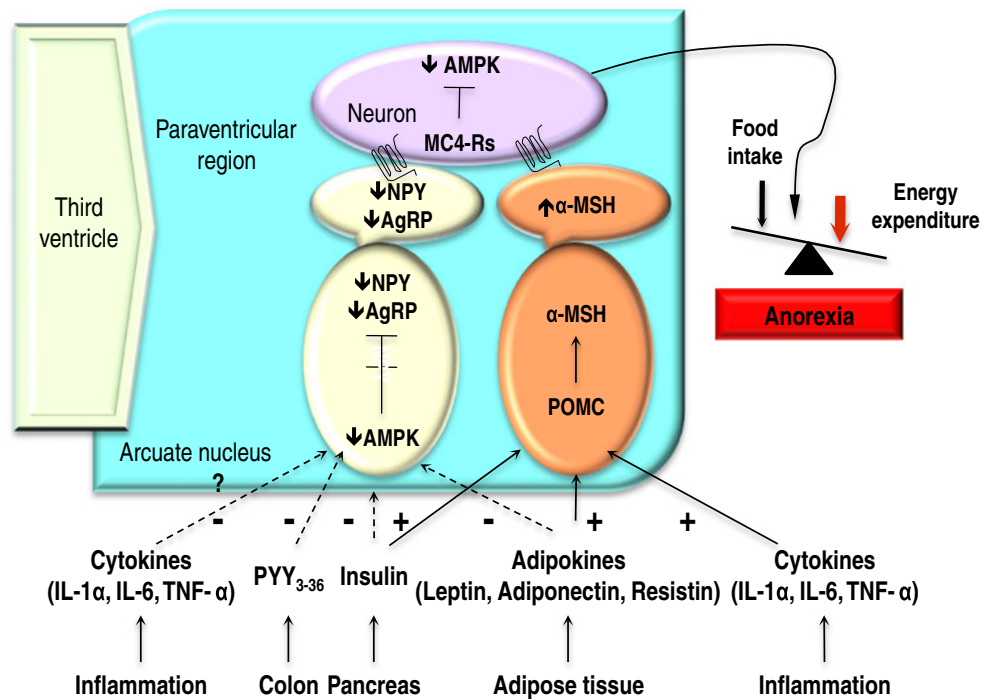 ↓ AMPK
Neuron
MC4-Rs
Paraventricular
region
Third
ventricle
↓NPY
↓AgRP
↑α-MSH
↓NPY
↓AgRP
↓AMPK
α-MSH
POMC
Arcuate nucleus
?
Food
intake
Energy
expenditure
Anorexia
- - - + - + +
Cytokines
(IL-1α, IL-6, TNF- α)
PYY3-36
Insulin
Adipokines
(Leptin, Adiponectin, Resistin)
Cytokines
(IL-1α, IL-6, TNF- α)
Inflammation
Colon
Pancreas
Adipose tissue
Inflammation